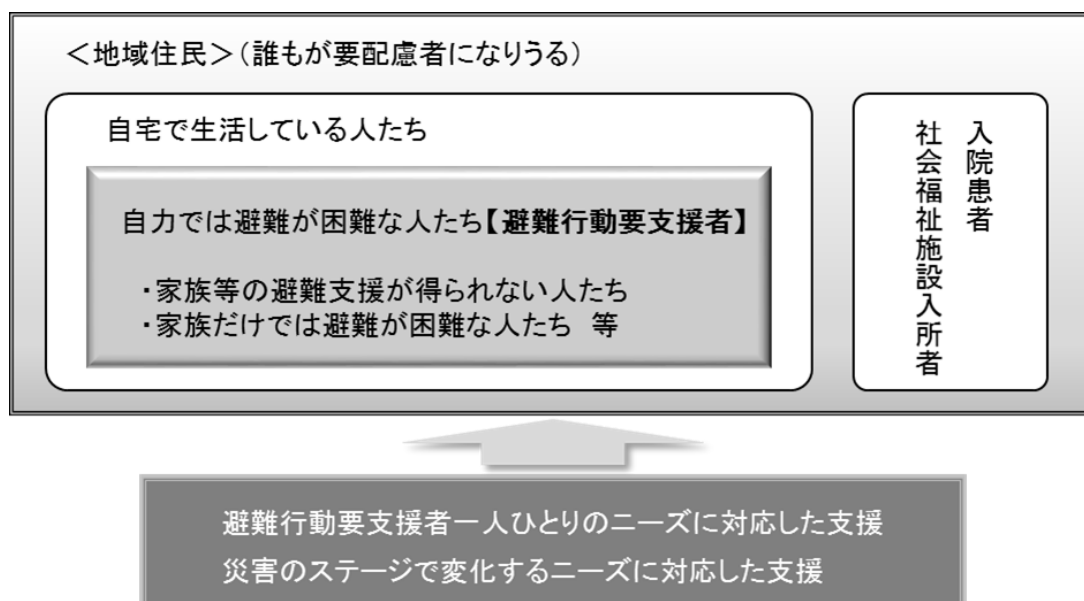 ＜地域住民＞（誰もが要配慮者になりうる）
自宅で生活している人たち
自力では避難が困難な人たち【避難行動要支援者】
・家族等の避難支援が得られない人たち
・家族だけでは避難が困難な人たち　等
入院患者
社会福祉施設入所者
避難行動要支援者一人ひとりのニーズに対応した支援
災害のステージで変化するニーズに対応した支援